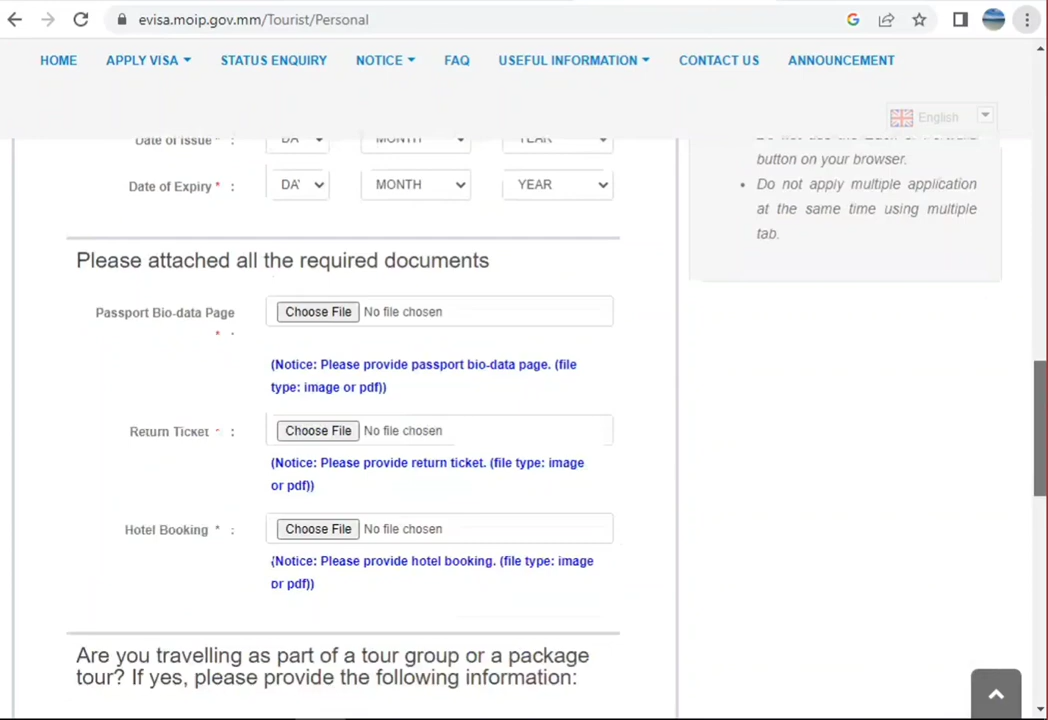 evisa.moip.gov.mm/Tourist/Personal
HOME APPLY VISA STATUS ENQUIRY NOTICE FAQ USEFUL INFORMATION CONTACT US ANNOUNCEMENT
English
Date of Issue * : DA MONTH YEAR
button on your browser.
Date of Expiry * : DA' MONTH YEAR
• Do not apply multiple application
at the same time using multiple
tab.
Please attached all the required documents
Passport Bio-data Page
* :
Choose File No file chosen
(Notice: Please provide passport bio-data page. (file
type: image or pdf))
Return Ticket * : Choose File No file chosen
(Notice: Please provide return ticket. (file type: image
or pdf))
Hotel Booking * : Choose File No file chosen
(Notice: Please provide hotel booking. (file type: image
or pdf))
Are you travelling as part of a tour group or a package
tour? If yes, please provide the following information: